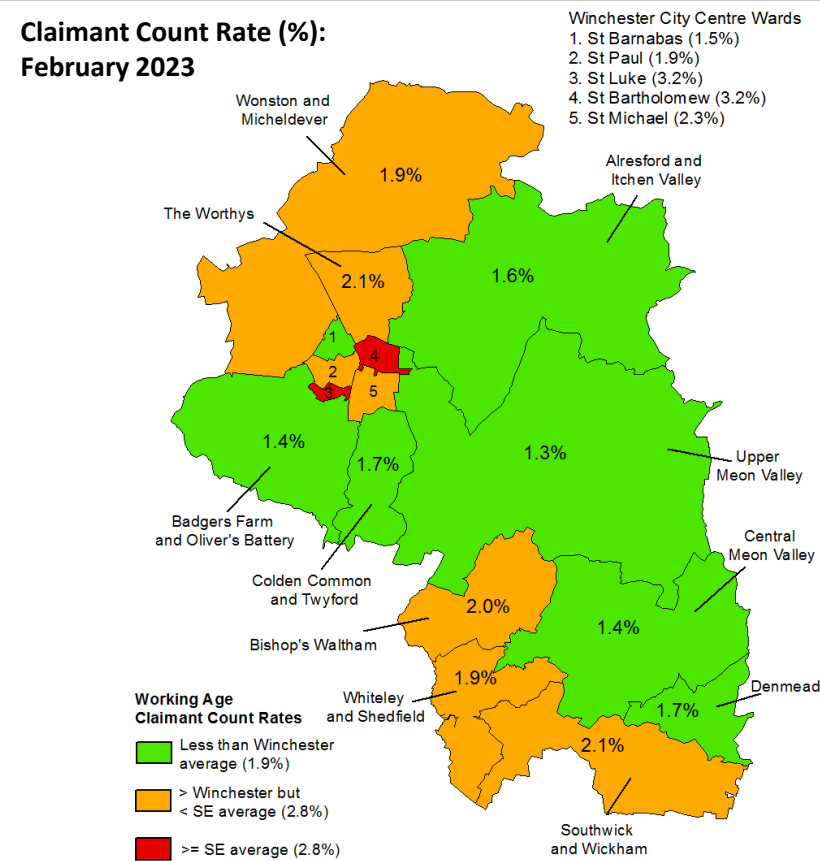 Claimant Count Rate (%):
February 2023
Winchester City Centre Wards
1. St Barnabas (1.5%)
2. St Paul (1.9%)
3. St Luke (3.2%)
4. St Bartholomew (3.2%)
5. St Michael (2.3%)
Wonston and
Micheldever
1.9%
Alresford and
Itchen Valley
The Worthys
2.1%
1.6%
1
4
2
3
5
1.4%
1.7%
1.3%
Upper
Meon Valley
Badgers Farm
and Oliver's Battery
Central
Meon Valley
Colden Common
and Twyford
2.0%
1.4%
Bishop's Waltham
1.9%
Whiteley
and Shedfield
Denmead
1.7%
2.1%
Southwick
and Wickham
Working Age
Claimant Count Rates
Less than Winchester
average (1.9%)
> Winchester but
< SE average (2.8%)
>= SE average (2.8%)